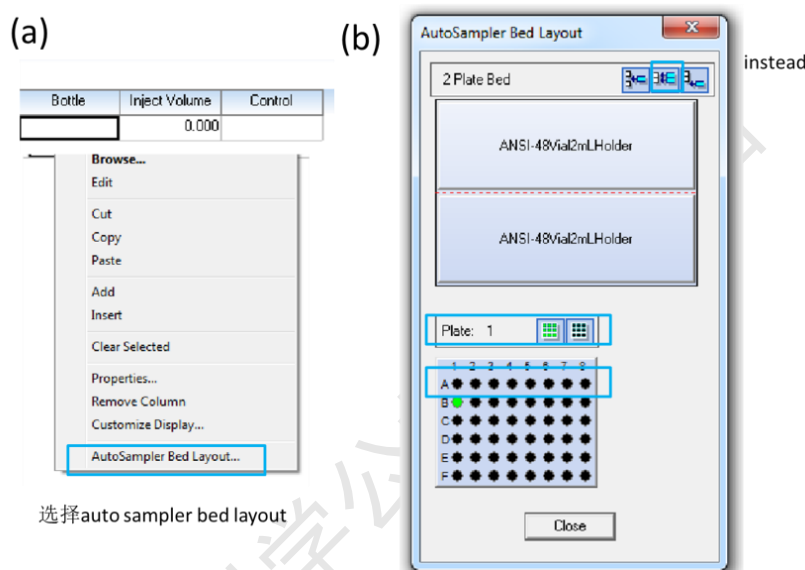 (a)
Bottle Inject Volume Control
0.000
Browse...
Edit
Cut
Copy
Paste
Add
Insert
Clear Selected
Properties...
Remove Column
Customize Display...
AutoSampler Bed Layout...
选择auto sampler bed layout
(b)
AutoSampler Bed Layout
instead
2 Plate Bed
ANSI-48Vial2mLHolder
ANSI-48Vial2mLHolder
Plate: 1
1 2 3 4 5 6 7 8
A
B
C
D
E
F
Close
学公